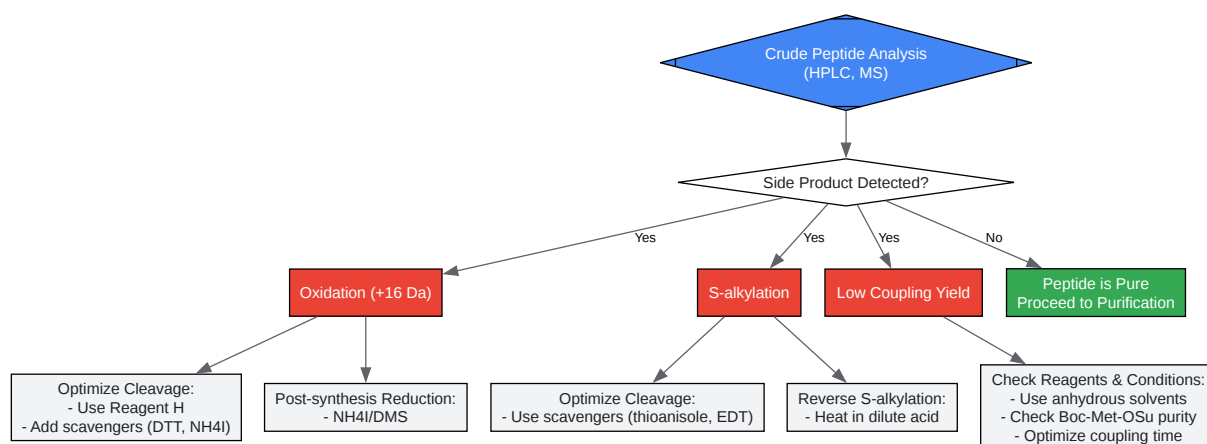 Crude Peptide Analysis
(HPLC, MS)
Side Product Detected?
Yes
Yes
Yes
No
Oxidation (+16 Da)
S-alkylation
Low Coupling Yield
Peptide is Pure
Proceed to Purification
Optimize Cleavage:
- Use Reagent H
- Add scavengers (DTT, NH4I)
Post-synthesis Reduction:
- NH4I/DMS
Optimize Cleavage:
- Use scavengers (thioanisole, EDT)
Reverse S-alkylation:
- Heat in dilute acid
Check Reagents & Conditions:
- Use anhydrous solvents
- Check Boc-Met-OSu purity
- Optimize coupling time